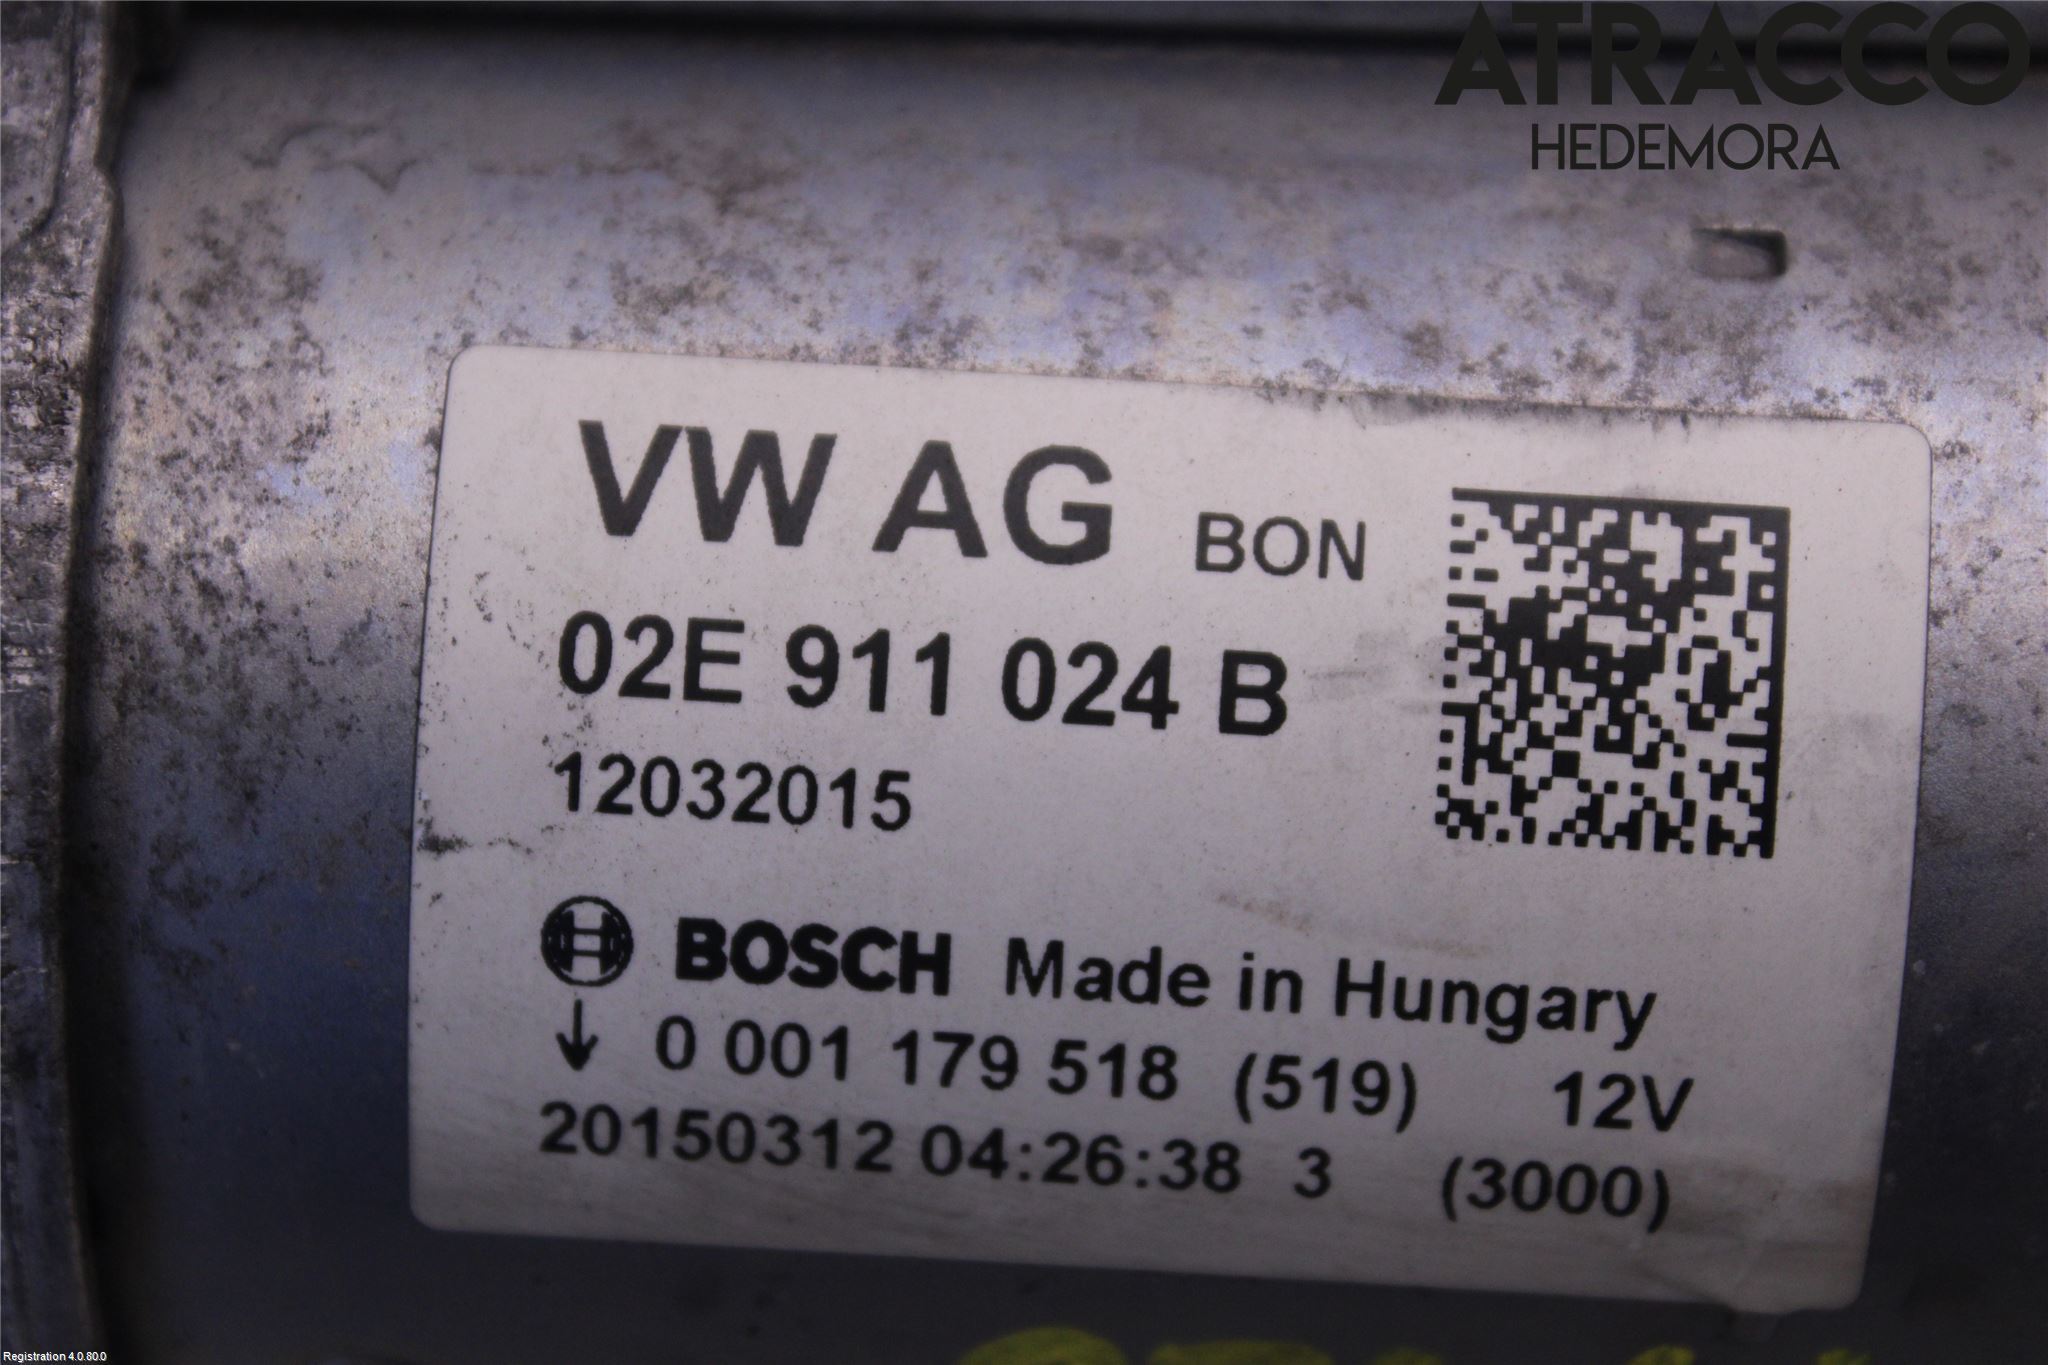 ATRACCO
HEDEMORA
VW AG BON
02E 911 024 B
12032015
BOSCH Made in Hungary
↓ 0 001 179 518 (519) 12V
20150312 04:26:38 3 (3000)
Registration 4.0.80.0